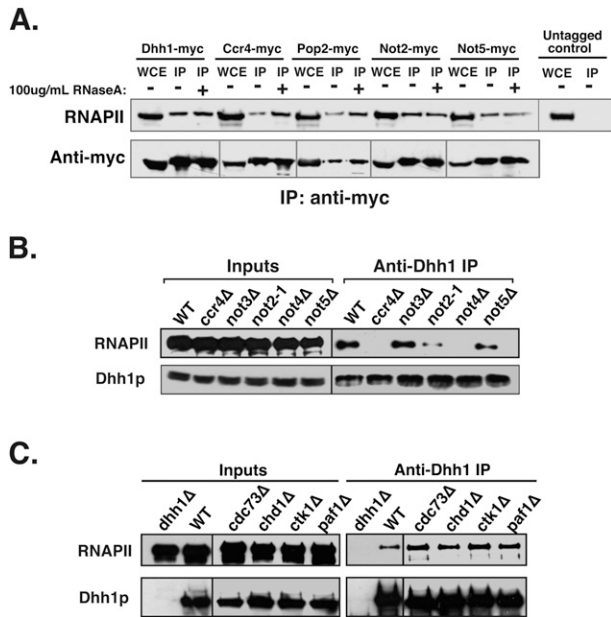 A.
Dhh1-myc Ccr4-myc Pop2-myc Not2-myc Not5-myc Untagged control
WCE IP IP WCE IP IP WCE IP IP WCE IP IP WCE IP IP WCE IP
100ug/mL RNaseA: - - + - - + - - + - - + - - + - -
RNAPII
Anti-myc
IP: anti-myc
B.
Inputs Anti-Dhh1 IP
WT ccr4Δ not3Δ not2-1 not4Δ not5Δ WT ccr4Δ not3Δ not2-1 not4Δ not5Δ
RNAPII
Dhh1p
C.
Inputs Anti-Dhh1 IP
dhh1Δ WT cdc73Δ chd1Δ ctk1Δ paf1Δ dhh1Δ WT cdc73Δ chd1Δ ctk1Δ paf1Δ
RNAPII
Dhh1p